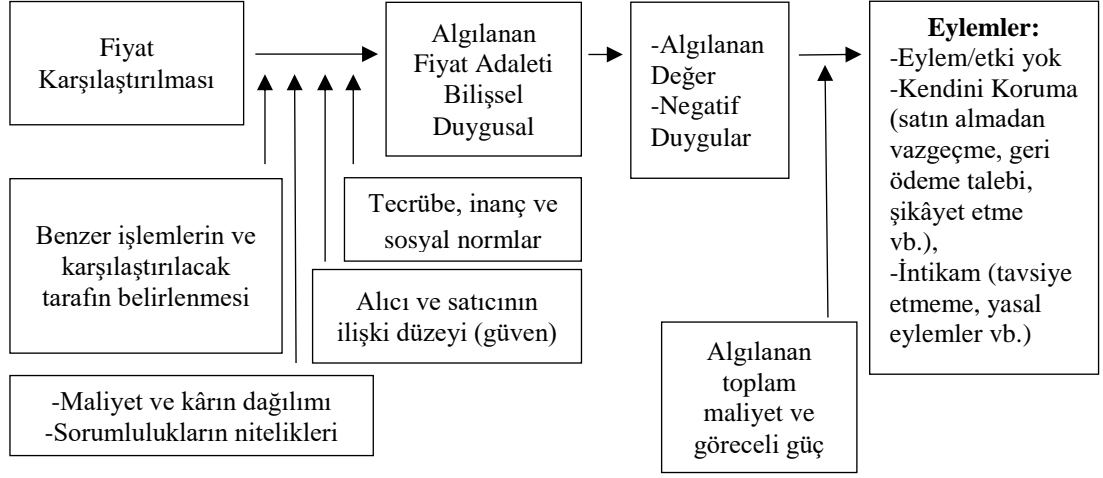 Fiyat
Karşılaştırılması
Algılanan
Fiyat Adaleti
Bilişsel
Duygusal
-Algılanan
Değer
-Negatif
Duygular
Eylemler:
-Eylem/etki yok
-Kendini Koruma
(satın almadan
vazgeçme, geri
ödeme talebi,
şikâyet etme
vb.),
-İntikam (tavsiye
etmeme, yasal
eylemler vb.)
Benzer işlemlerin ve
karşılaştırılacak
tarafın belirlenmesi
Tecrübe, inanç ve
sosyal normlar
Alıcı ve satıcının
ilişki düzeyi (güven)
-Maliyet ve kârın dağılımı
-Sorumlulukların nitelikleri
Algılanan
toplam
maliyet ve
göreceli güç